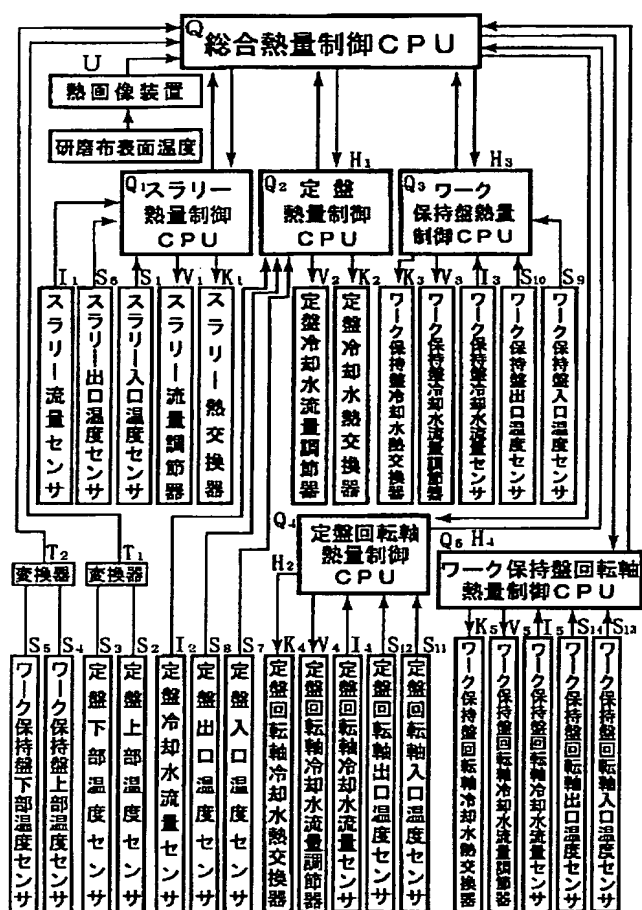 Q
総合熱量制御CPU
U
熱画像装置
研磨布表面温度
H₁
H₃
Q₁ スラリー
熱量制御
CPU
Q₂ 定盤
熱量制御
CPU
Q₃ ワーク
保持盤熱量
制御CPU
I₁
S₆
S₁
V₁
K₁
V₂
K₂
K₃
V₃
I₃
S₁₀
S₉
スラリー流量センサ
スラリー出口温度センサ
スラリー入口温度センサ
スラリー流量調節器
スラリー熱交換器
定盤冷却水流量調節器
定盤冷却水熱交換器
ワーク保持盤冷却水熱交換器
ワーク保持盤冷却水流量調節器
ワーク保持盤冷却水流量センサ
ワーク保持盤出口温度センサ
ワーク保持盤入口温度センサ
Q₄
定盤回転軸
熱量制御
CPU
H₂
Q₅ H₄
ワーク保持盤回転軸
熱量制御CPU
T₂
変換器
T₁
変換器
S₅
S₄
S₃
S₂
I₂
S₈
S₇
K₄
V₄
I₄
S₁₂
S₁₁
K₅
V₅
I₅
S₁₄
S₁₃
ワーク保持盤下部温度センサ
ワーク保持盤上部温度センサ
定盤下部温度センサ
定盤上部温度センサ
定盤冷却水流量センサ
定盤出口温度センサ
定盤入口温度センサ
定盤回転軸冷却水熱交換器
定盤回転軸冷却水流量調節器
定盤回転軸冷却水流量センサ
定盤回転軸出口温度センサ
定盤回転軸入口温度センサ
ワーク保持盤回転軸冷却水熱交換器
ワーク保持盤回転軸冷却水流量調節器
ワーク保持盤回転軸冷却水流量センサ
ワーク保持盤回転軸出口温度センサ
ワーク保持盤回転軸入口温度センサ